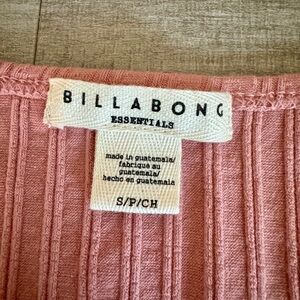 BILLABONG
ESSENTIALS
made in guatemala/
fabriqué au
guatemala/
hecho en guatemala
S/P/CH